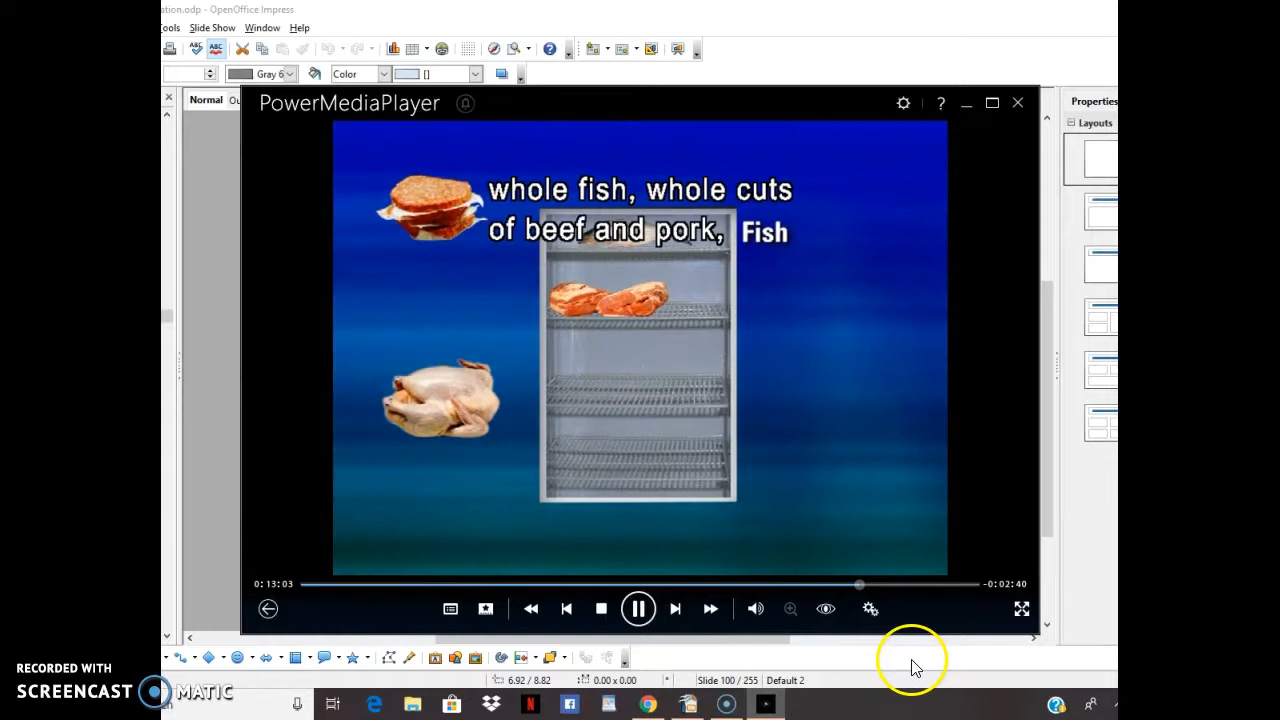 ation.odp - OpenOffice Impress
ools Slide Show Window Help
Gray 6 Color []
Normal Ou
PowerMediaPlayer
Properties
Layouts
whole fish, whole cuts
of beef and pork, Fish
0:13:03
-0:02:40
6.92 / 8.82 0.00 x 0.00 * Slide 100 / 255 Default 2
RECORDED WITH
SCREENCAST MATIC